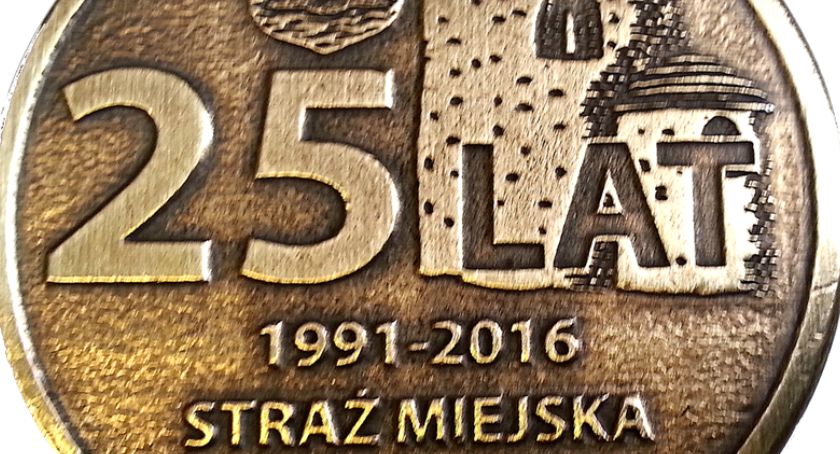 25 LAT
1991-2016
STRAŻ MIEJSKA